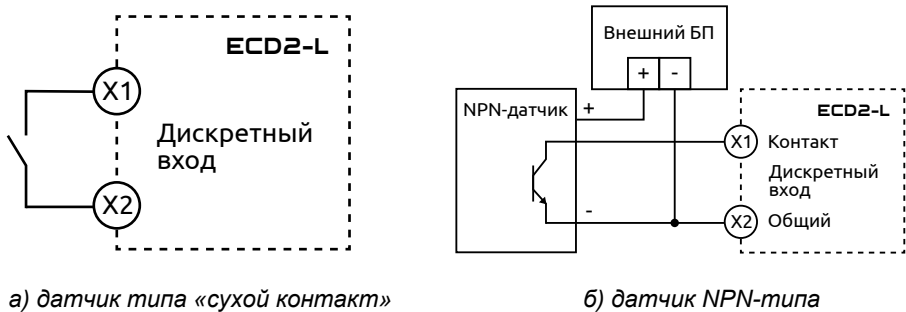 ECD2-L
X1
Дискретный
вход
X2
а) датчик типа «сухой контакт»
Внешний БП
+ -
NPN-датчик
+
ECD2-L
X1 Контакт
Дискретный
вход
-
X2 Общий
б) датчик NPN-типа